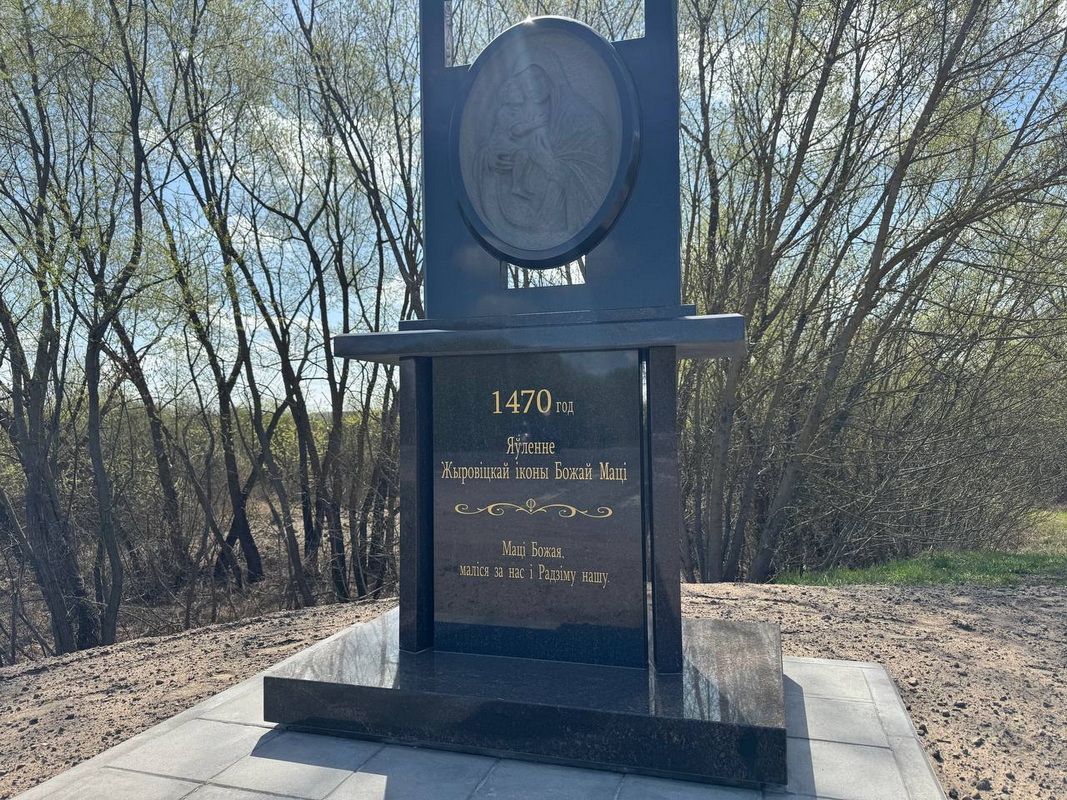 1470 год
Яўленне
Жыровіцкай іконы Божай Маці
Маці Божая,
маліся за нас і Радзіму нашу.